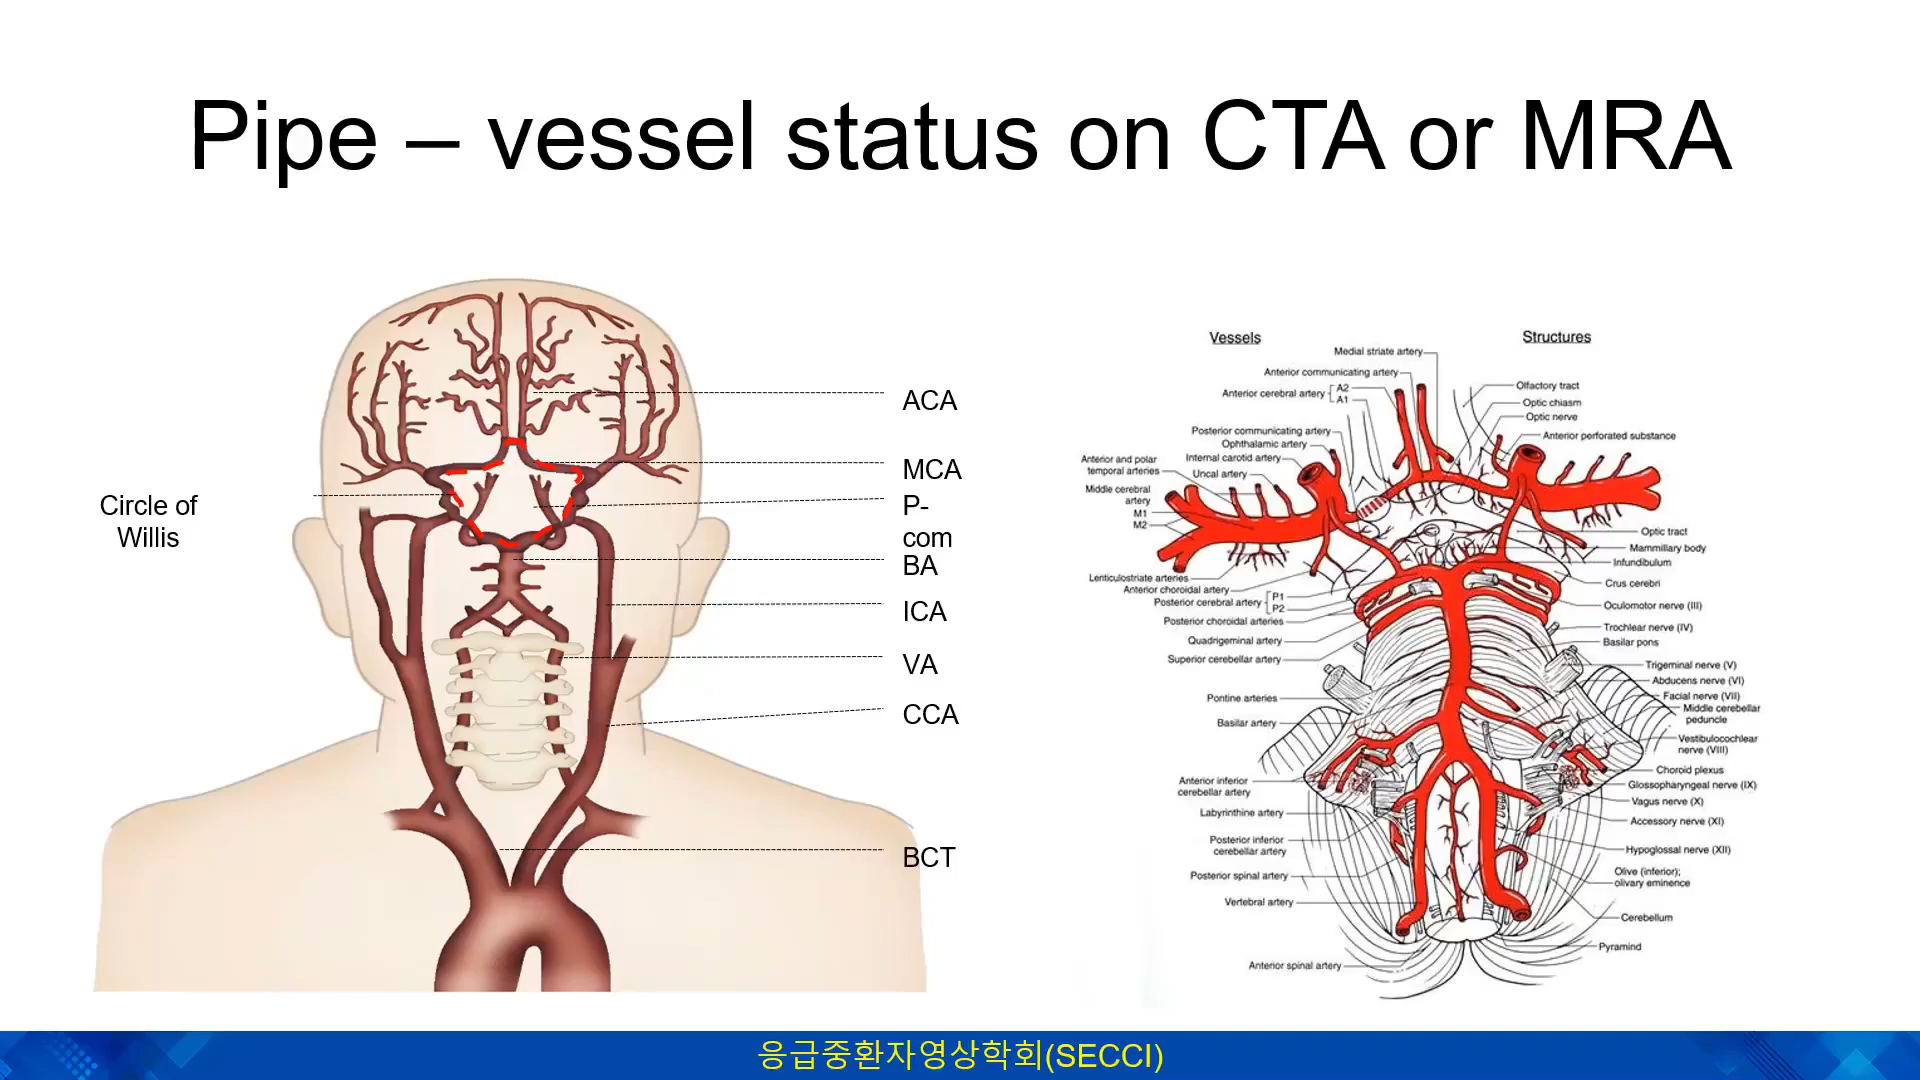 Pipe – vessel status on CTA or MRA
Circle of
Willis
ACA
MCA
P-
com
BA
ICA
VA
CCA
BCT
Vessels
Medial striate artery
Anterior communicating artery
Anterior cerebral artery
A2
A1
Posterior communicating artery
Ophthalamic artery
Internal carotid artery
Anterior and polar
temporal arteries
Uncal artery
Middle cerebral
artery
M1
M2
Lenticulostriate arteries
Anterior choroidal artery
Posterior cerebral artery
P1
P2
Posterior choroidal arteries
Quadrigeminal artery
Superior cerebellar artery
Pontine arteries
Basilar artery
Anterior inferior
cerebellar artery
Labyrinthine artery
Posterior inferior
cerebellar artery
Posterior spinal artery
Vertebral artery
Anterior spinal artery
Structures
Olfactory tract
Optic chiasm
Optic nerve
Anterior perforated substance
Optic tract
Mammillary body
Infundibulum
Crus cerebri
Oculomotor nerve (III)
Trochlear nerve (IV)
Basilar pons
Trigeminal nerve (V)
Abducens nerve (VI)
Facial nerve (VII)
Middle cerebellar
peduncle
Vestibulocochlear
nerve (VIII)
Choroid plexus
Glossopharyngeal nerve (IX)
Vagus nerve (X)
Accessory nerve (XI)
Hypoglossal nerve (XII)
Olive (inferior);
olivary eminence
Cerebellum
Pyramind
응급중환자영상학회(SECCI)